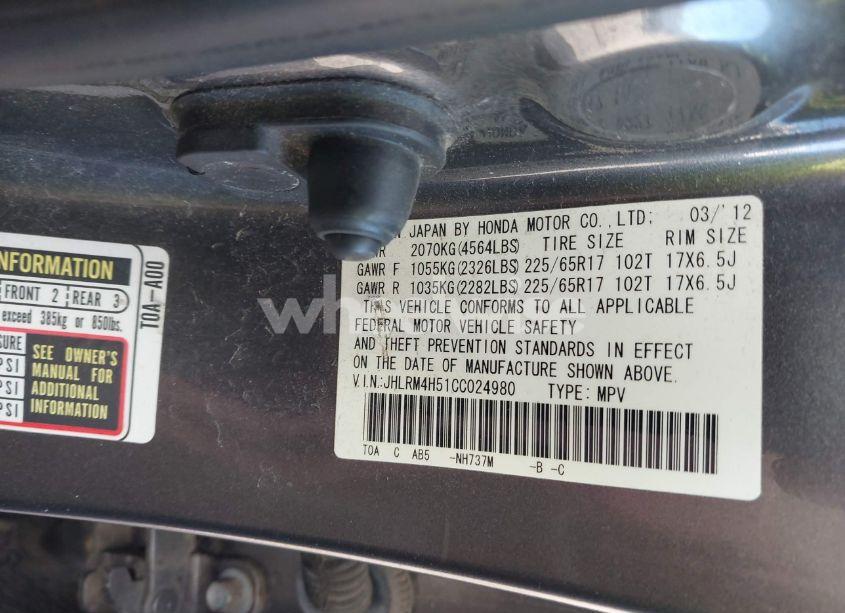 N JAPAN BY HONDA MOTOR CO., LTD: 03/'12
R 2070KG(4564LBS) TIRE SIZE RIM SIZE
GAWR F 1055KG(2326LBS) 225/65R17 102T 17X6.5J
GAWR R 1035KG(2282LBS) 225/65R17 102T 17X6.5J
THIS VEHICLE CONFORMS TO ALL APPLICABLE
FEDERAL MOTOR VEHICLE SAFETY
AND THEFT PREVENTION STANDARDS IN EFFECT
ON THE DATE OF MANUFACTURE SHOWN ABOVE.
V.I.N:JHLRM4H51CC024980 TYPE: MPV
T0A C AB5 -NH737M -B -C
INFORMATION
FRONT 2 REAR 3
exceed 385kg or 850lbs.
T0A-A00
SURE
PSI
PSI
PSI
SEE OWNER'S
MANUAL FOR
ADDITIONAL
INFORMATION